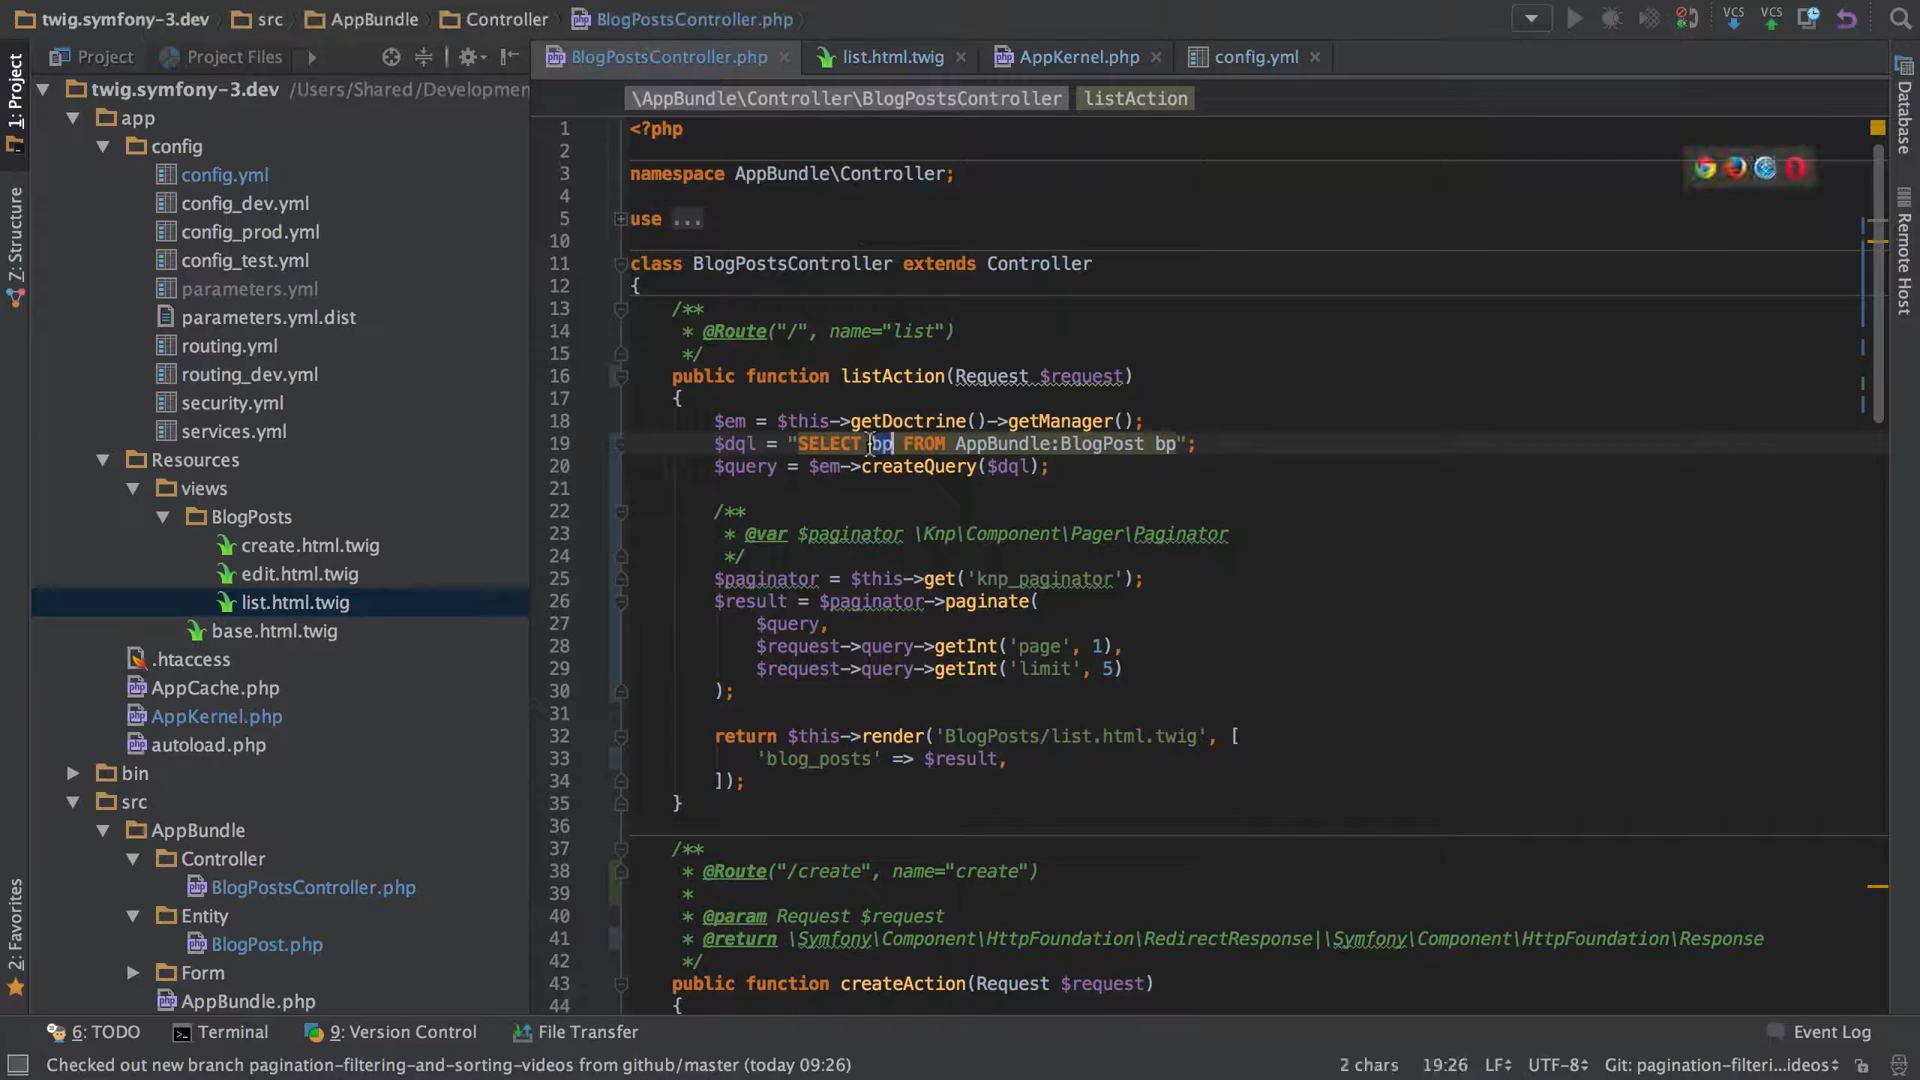 twig.symfony-3.dev
src
AppBundle
Controller
BlogPostsController.php
VCS
VCS
1: Project
Z: Structure
2: Favorites
Project
Project Files
twig.symfony-3.dev /Users/Shared/Developmen
app
config
config.yml
config_dev.yml
config_prod.yml
config_test.yml
parameters.yml
parameters.yml.dist
routing.yml
routing_dev.yml
security.yml
services.yml
Resources
views
BlogPosts
create.html.twig
edit.html.twig
list.html.twig
base.html.twig
.htaccess
AppCache.php
AppKernel.php
autoload.php
bin
src
AppBundle
Controller
BlogPostsController.php
Entity
BlogPost.php
Form
AppBundle.php
BlogPostsController.php
list.html.twig
AppKernel.php
config.yml
\AppBundle\Controller\BlogPostsController
listAction
1 <?php
2
3 namespace AppBundle\Controller;
4
5 use ...
10
11 class BlogPostsController extends Controller
12 {
13 /**
14 * @Route("/", name="list")
15 */
16 public function listAction(Request $request)
17 {
18 $em = $this->getDoctrine()->getManager();
19 $dql = "SELECT bp FROM AppBundle:BlogPost bp";
20 $query = $em->createQuery($dql);
21
22 /**
23 * @var $paginator \Knp\Component\Pager\Paginator
24 */
25 $paginator = $this->get('knp_paginator');
26 $result = $paginator->paginate(
27 $query,
28 $request->query->getInt('page', 1),
29 $request->query->getInt('limit', 5)
30 );
31
32 return $this->render('BlogPosts/list.html.twig', [
33 'blog_posts' => $result,
34 ]);
35 }
36
37 /**
38 * @Route("/create", name="create")
39 *
40 * @param Request $request
41 * @return \Symfony\Component\HttpFoundation\RedirectResponse|\Symfony\Component\HttpFoundation\Response
42 */
43 public function createAction(Request $request)
44 {
Database
Remote Host
6: TODO
Terminal
9: Version Control
File Transfer
Event Log
Checked out new branch pagination-filtering-and-sorting-videos from github/master (today 09:26)
2 chars
19:26
LF
UTF-8
Git: pagination-filteri...ideos